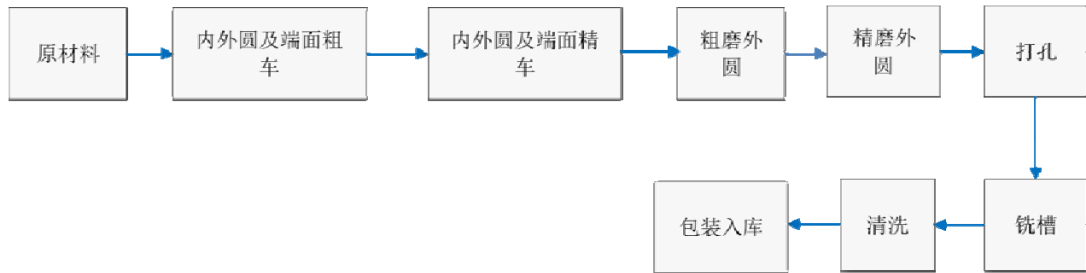 原材料
内外圆及端面粗
车
内外圆及端面精
车
粗磨外
圆
精磨外
圆
打孔
铣槽
清洗
包装入库